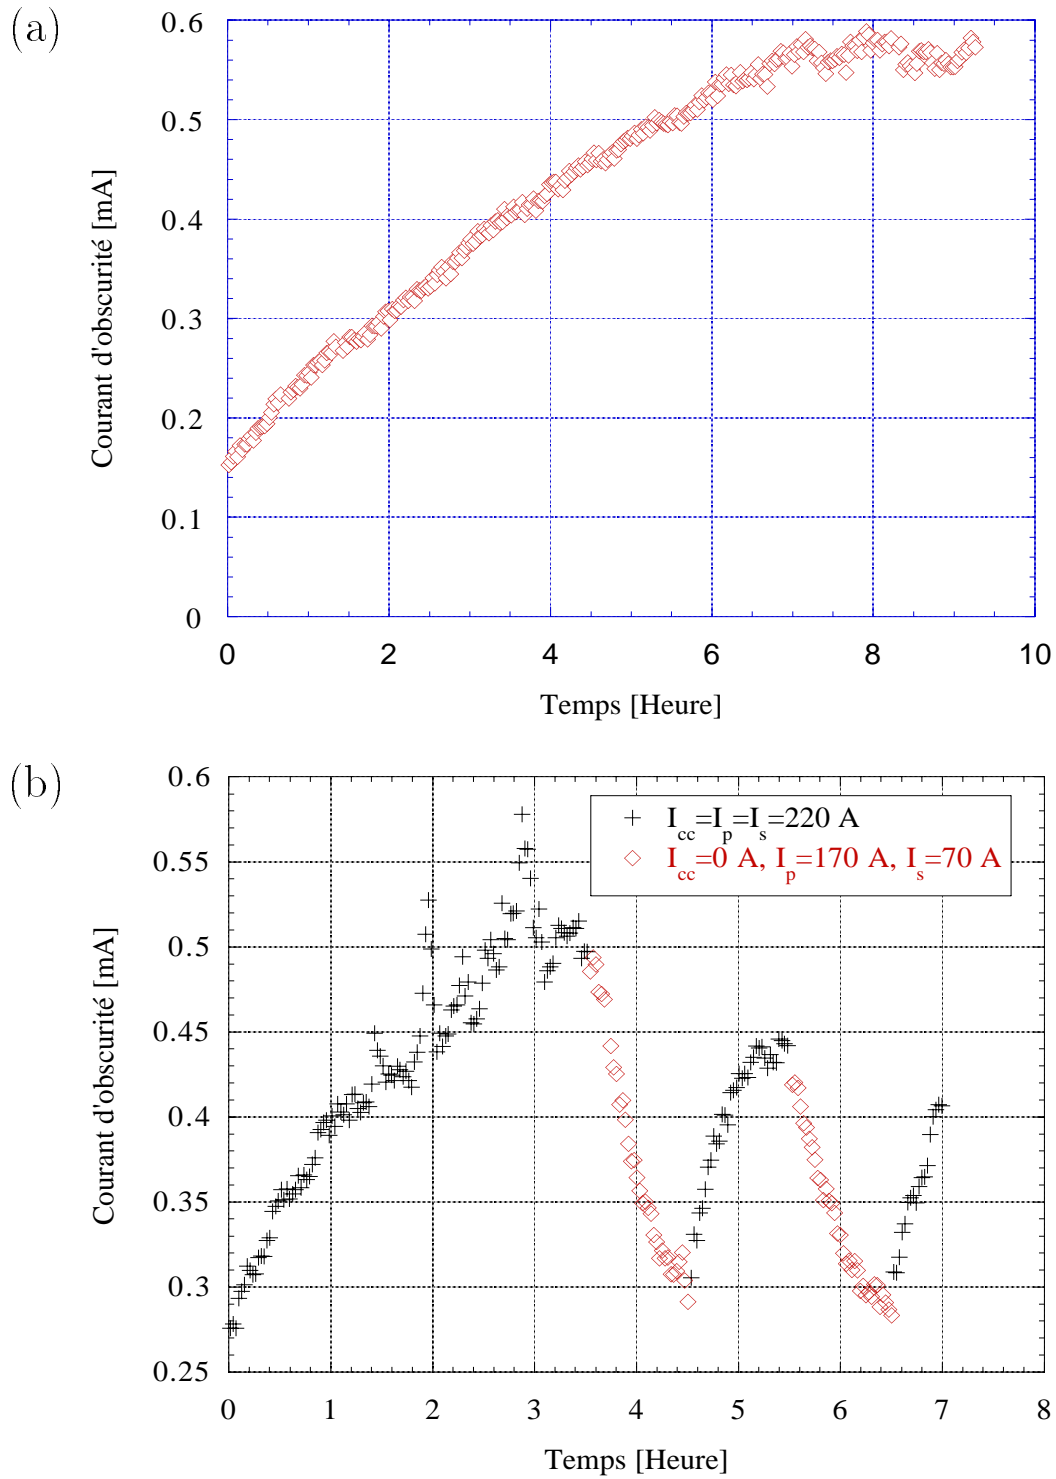 (a)
0.6
0.5
0.4
0.3
0.2
0.1
0
Courant d'obscurité [mA]
0 2 4 6 8 10
Temps [Heure]
(b)
0.6
0.55
0.5
0.45
0.4
0.35
0.3
0.25
Courant d'obscurité [mA]
I_cc=I_p=I_s=220 A
I_cc=0 A, I_p=170 A, I_s=70 A
0 1 2 3 4 5 6 7 8
Temps [Heure]